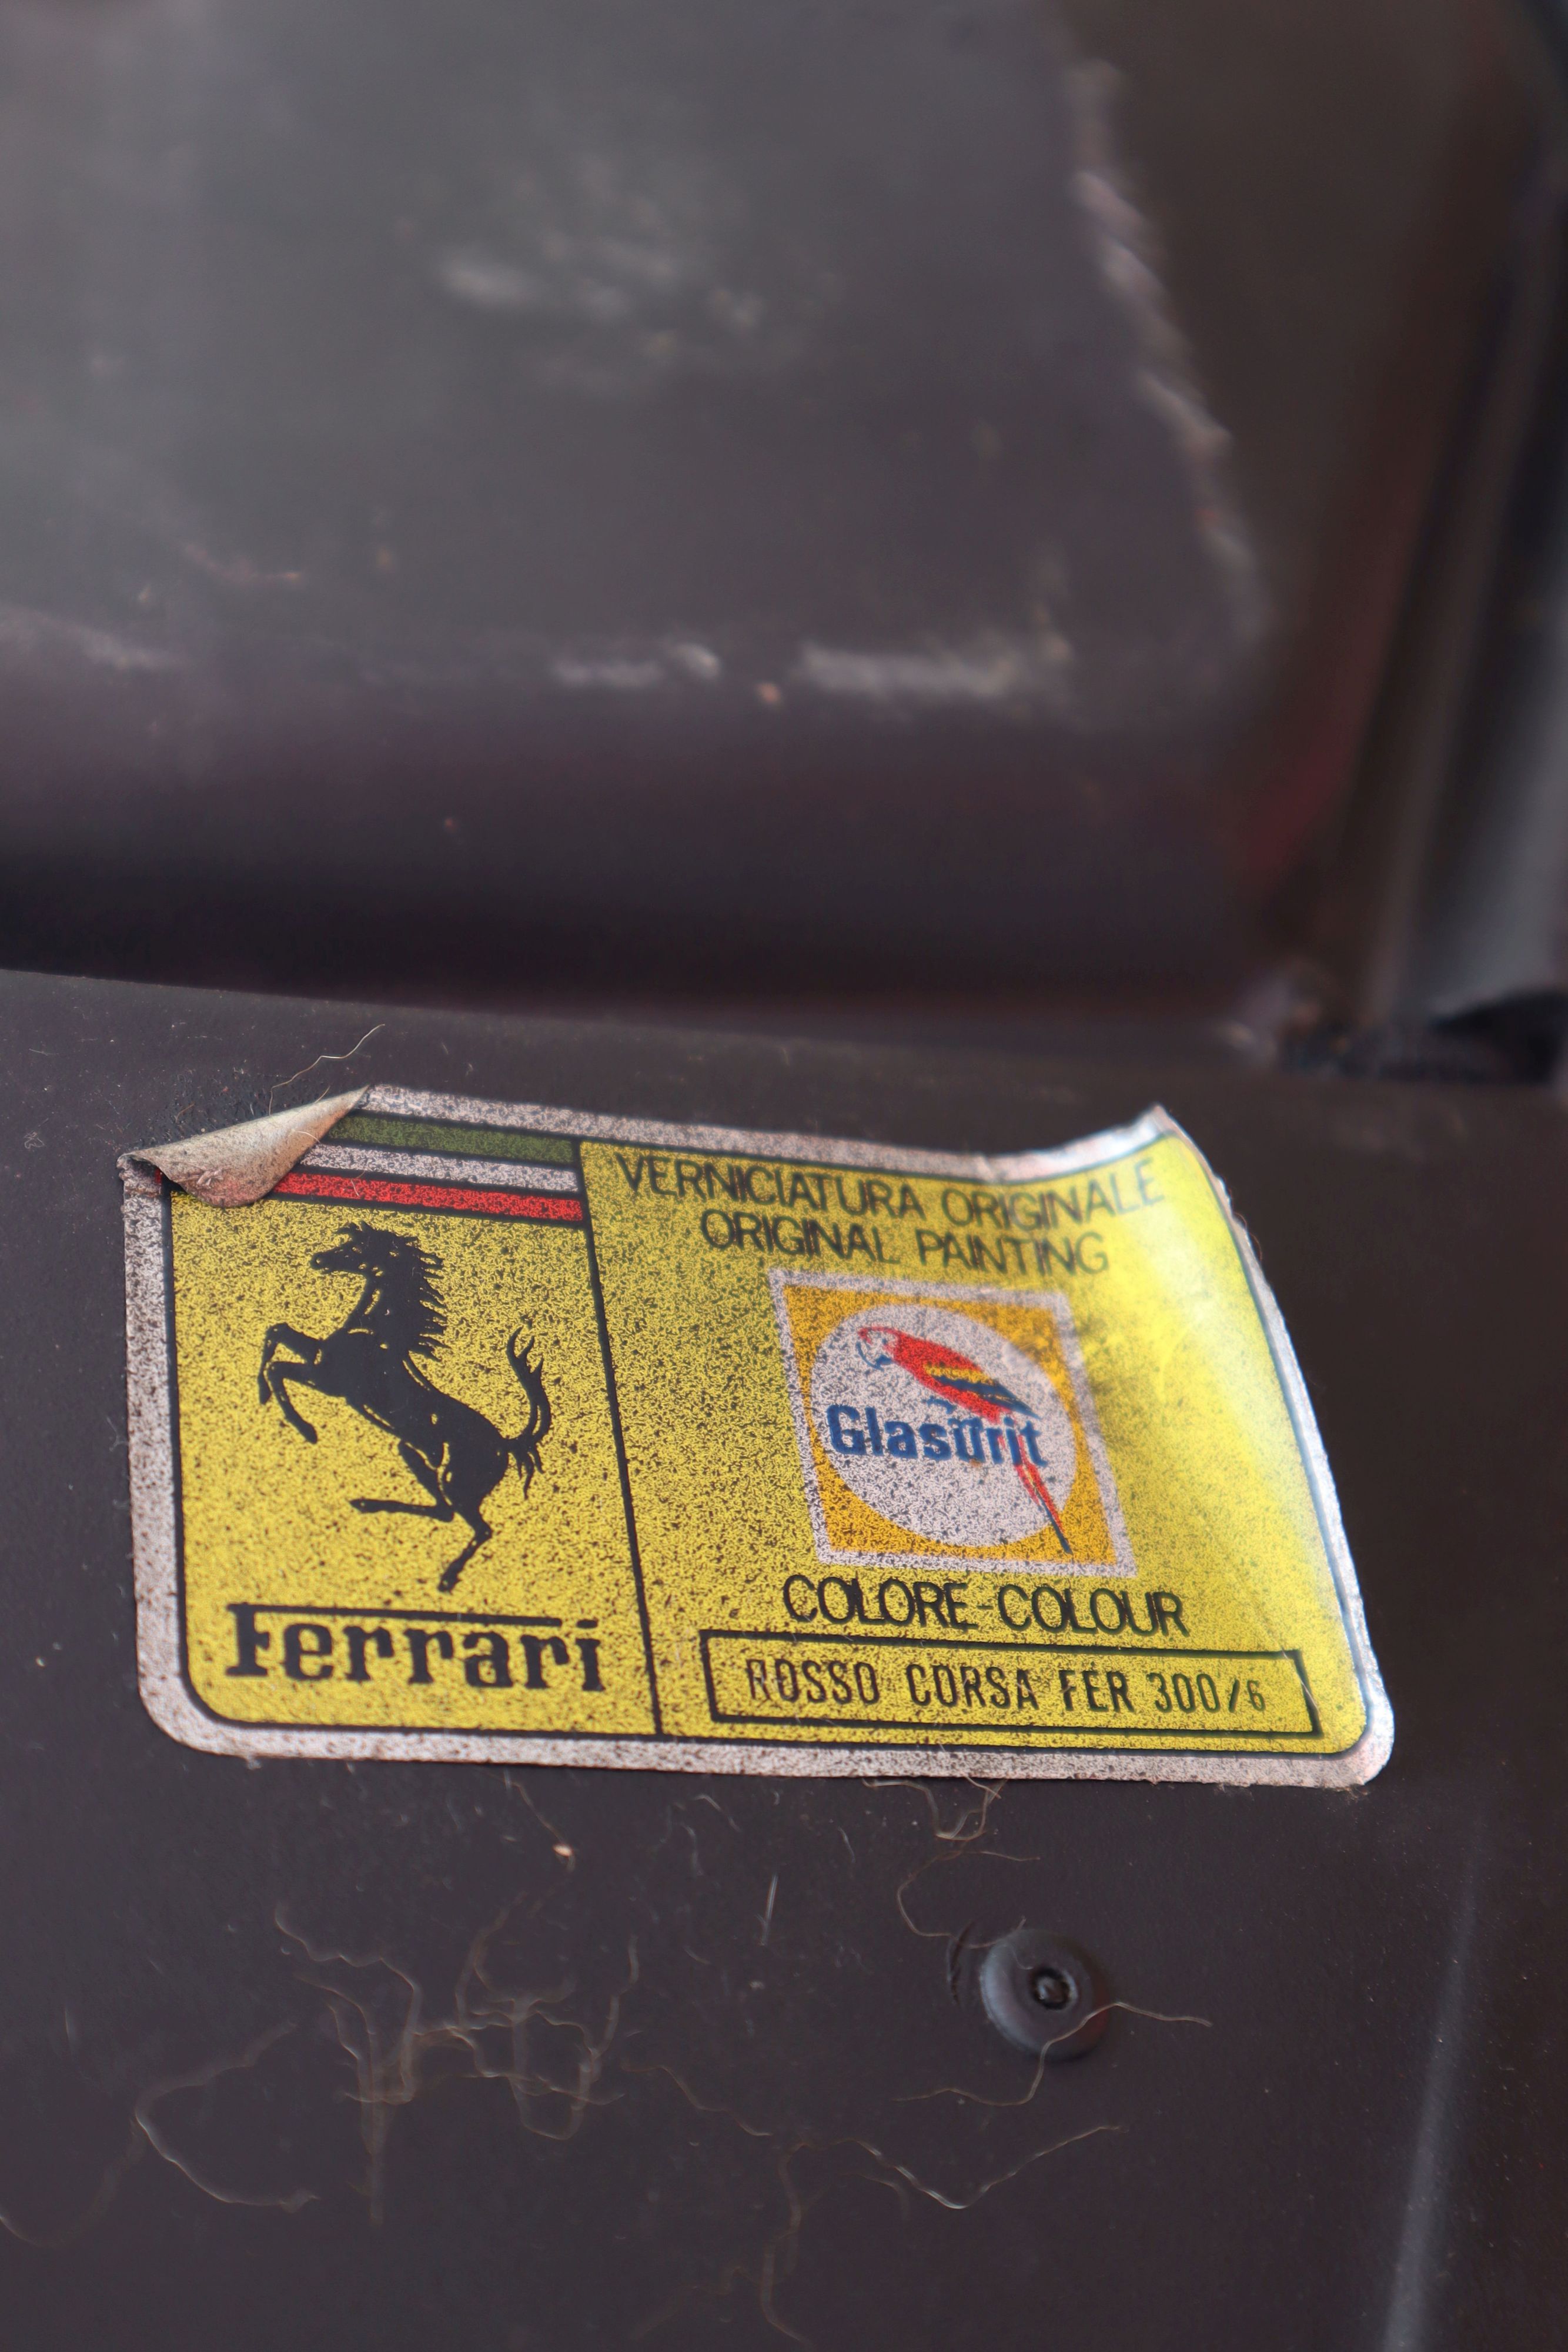 VERNICIATURA ORIGINALE
ORIGINAL PAINTING
Glasurit
COLORE-COLOUR
ROSSO CORSA FER 300/6
Ferrari